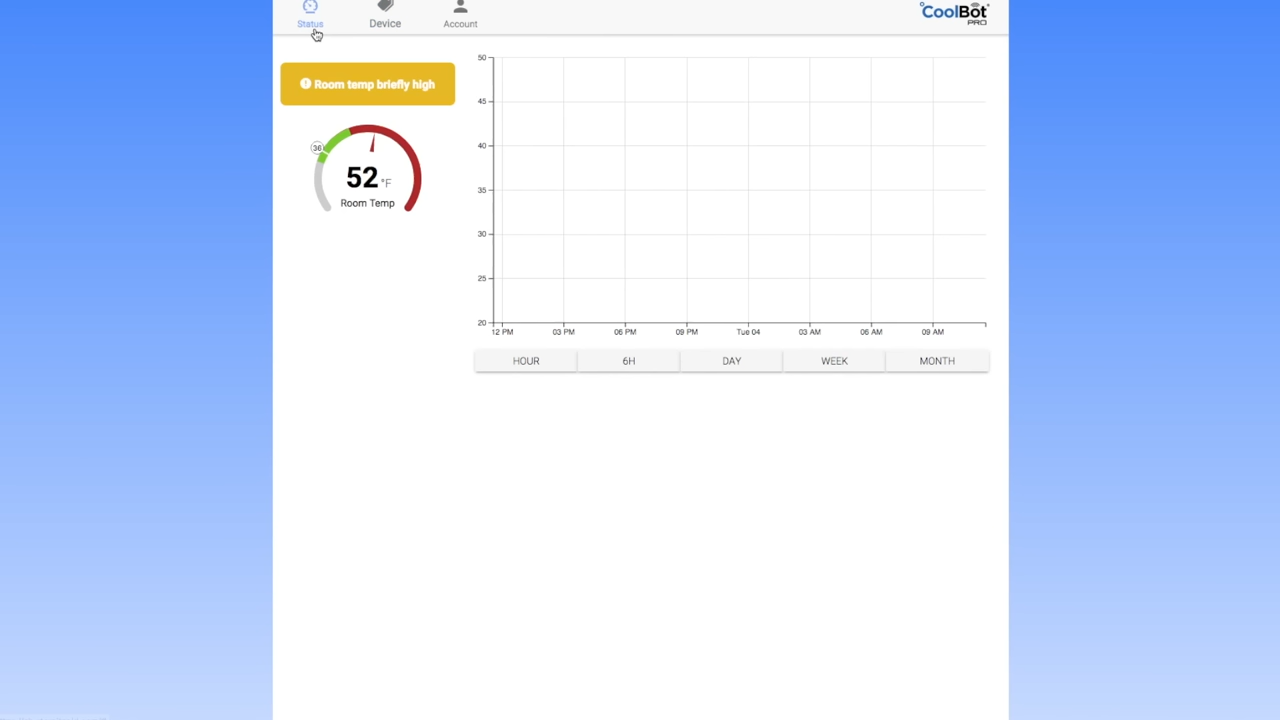 Status
Device
Account
°CoolBot
PRO
Room temp briefly high
36
52 °F
Room Temp
50
45
40
35
30
25
20
12 PM 03 PM 06 PM 09 PM Tue 04 03 AM 06 AM 09 AM
HOUR 6H DAY WEEK MONTH